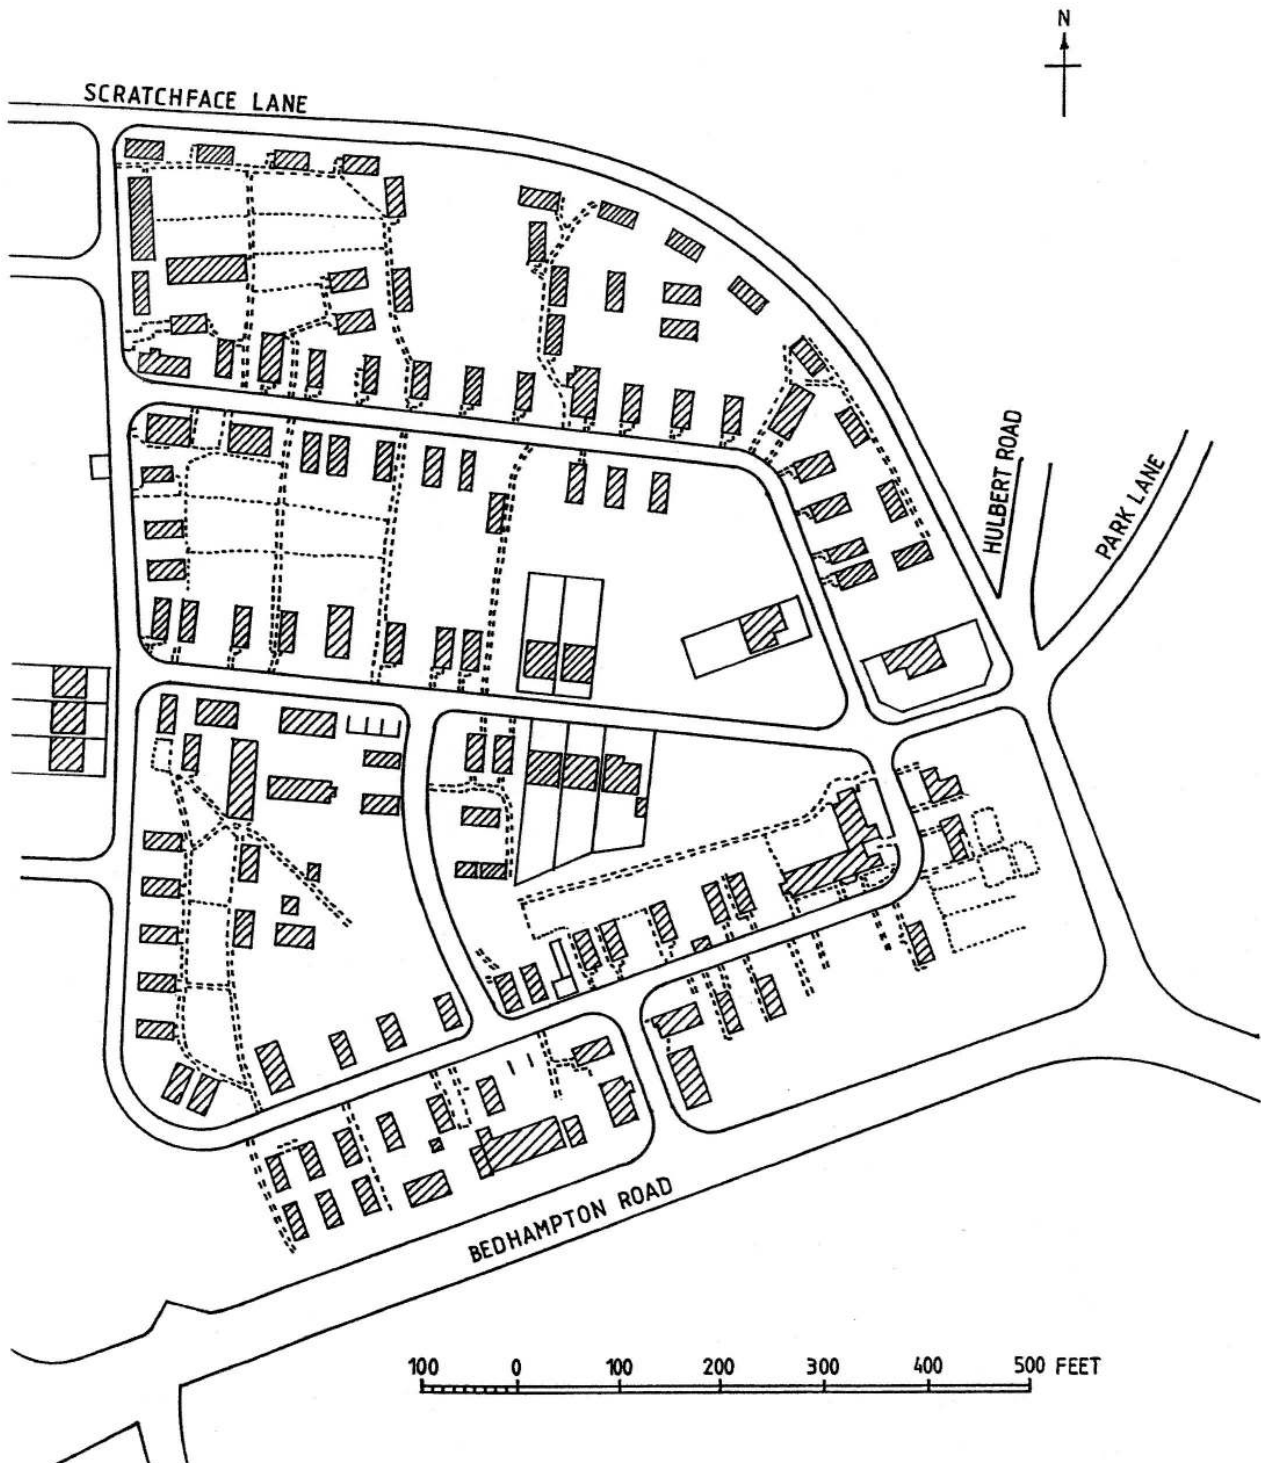 N
SCRATCHFACE LANE
HULBERT ROAD
PARK LANE
BEDHAMPTON ROAD
100 0 100 200 300 400 500 FEET